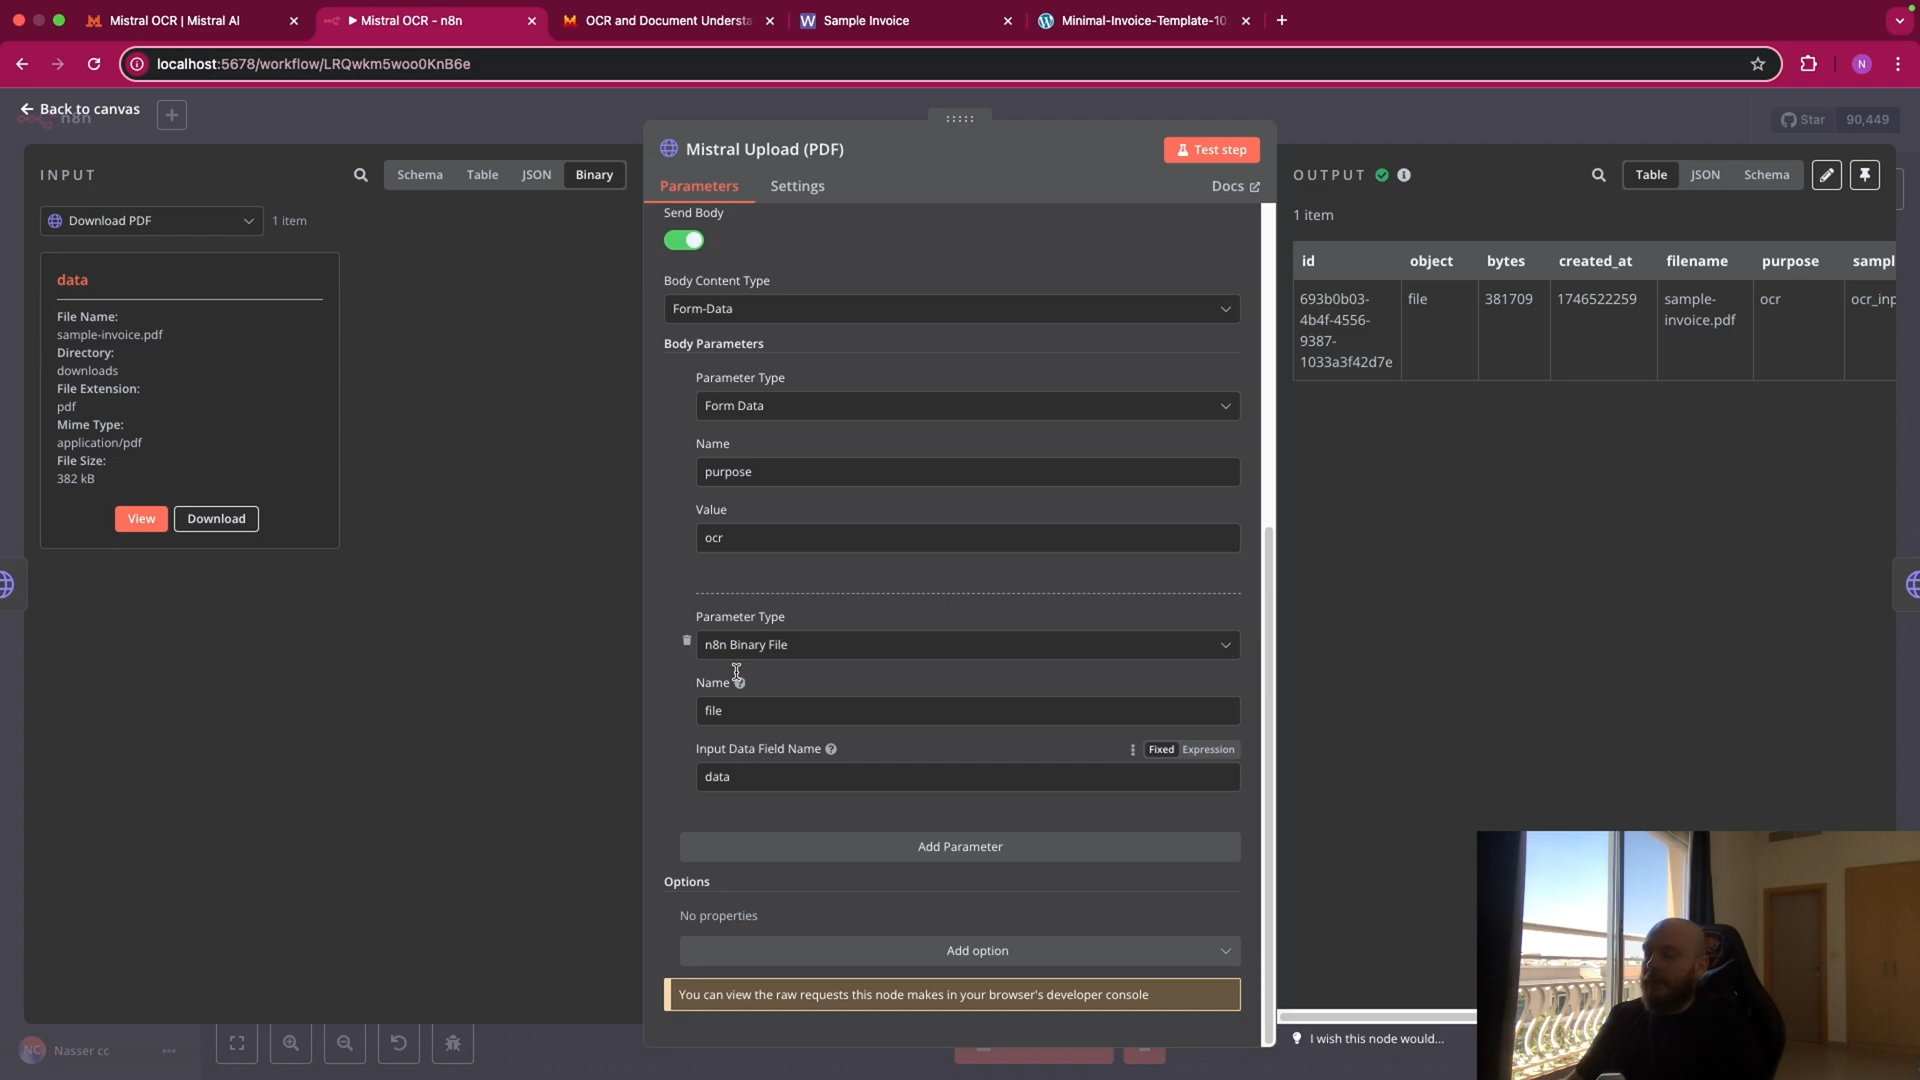 Mistral OCR | Mistral AI
Mistral OCR - n8n
OCR and Document Understa
Sample Invoice
Minimal-Invoice-Template-10
localhost:5678/workflow/LRQwkm5woo0KnB6e
N
Back to canvas
n8n
Star 90,449
INPUT
Schema
Table
JSON
Binary
Download PDF
1 item
data
File Name:
sample-invoice.pdf
Directory:
downloads
File Extension:
pdf
Mime Type:
application/pdf
File Size:
382 kB
View
Download
Mistral Upload (PDF)
Test step
Parameters
Settings
Docs
Send Body
Body Content Type
Form-Data
Body Parameters
Parameter Type
Form Data
Name
purpose
Value
ocr
Parameter Type
n8n Binary File
Name
file
Input Data Field Name
Fixed
Expression
data
Add Parameter
Options
No properties
Add option
You can view the raw requests this node makes in your browser's developer console
OUTPUT
Table
JSON
Schema
1 item
id object bytes created_at filename purpose sampl
693b0b03- file 381709 1746522259 sample- ocr ocr_inp
4b4f-4556- invoice.pdf
9387-
1033a3f42d7e
I wish this node would...
NC
Nasser cc